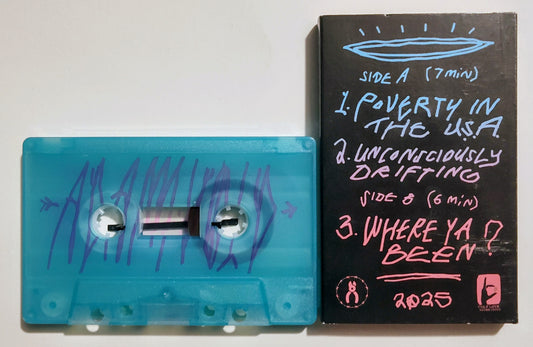 SIDE A (7 MIN)
1. POVERTY IN
THE U.S.A.
2. UNCONSCIOUSLY
DRIFTING
SIDE B (6 MIN)
3. WHERE YA
BEEN?
2025